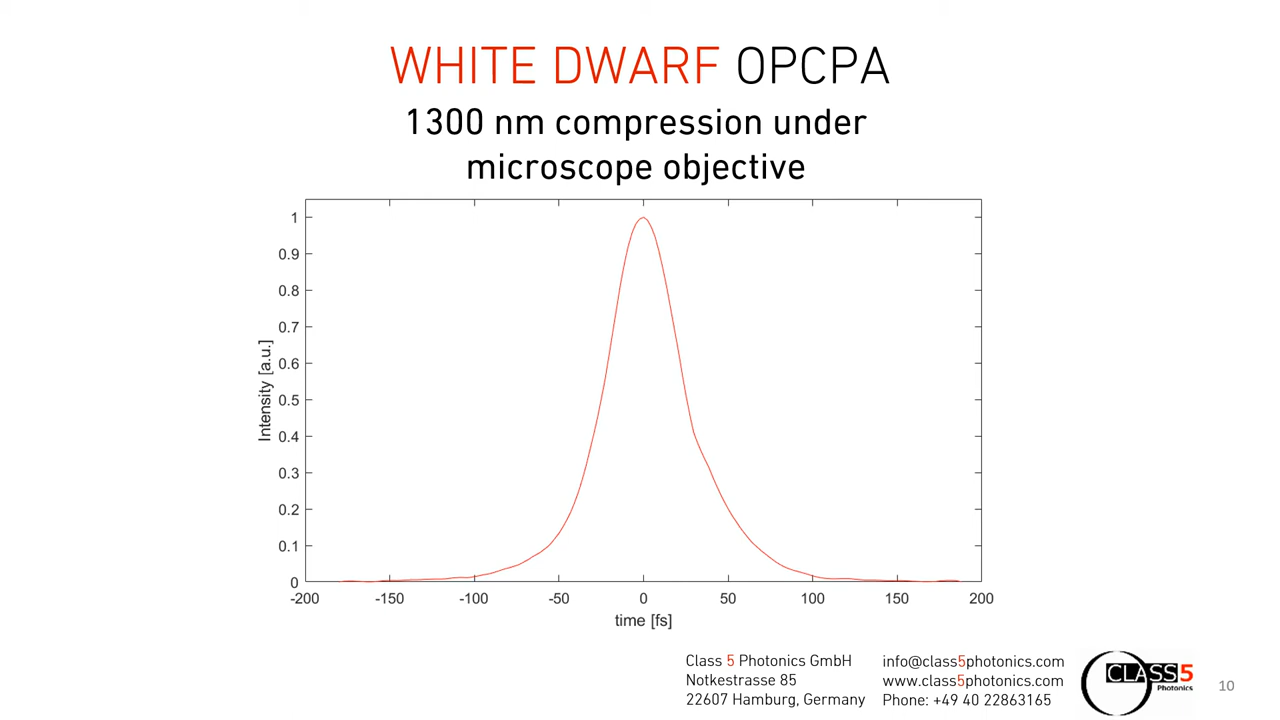 WHITE DWARF OPCPA
1300 nm compression under
microscope objective
1
0.9
0.8
0.7
0.6
0.5
0.4
0.3
0.2
0.1
0
Intensity [a.u.]
-200 -150 -100 -50 0 50 100 150 200
time [fs]
Class 5 Photonics GmbH
Notkestrasse 85
22607 Hamburg, Germany
info@class5photonics.com
www.class5photonics.com
Phone: +49 40 22863165
CLASS5
Photonics
10